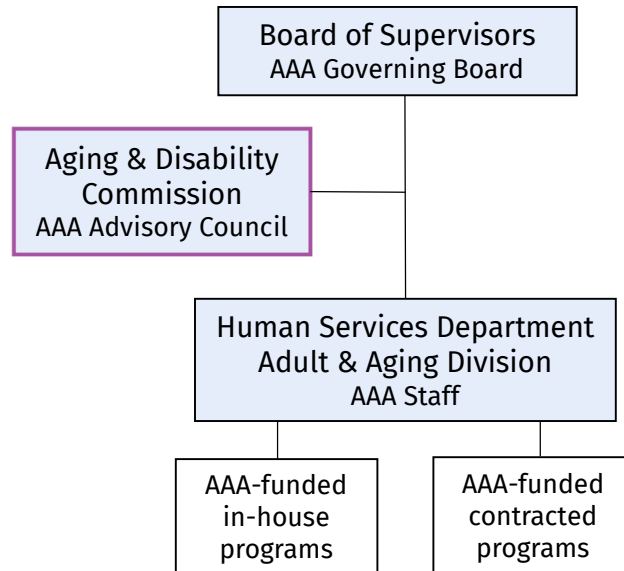 Board of Supervisors
AAA Governing Board
Aging & Disability
Commission
AAA Advisory Council
Human Services Department
Adult & Aging Division
AAA Staff
AAA-funded
in-house
programs
AAA-funded
contracted
programs